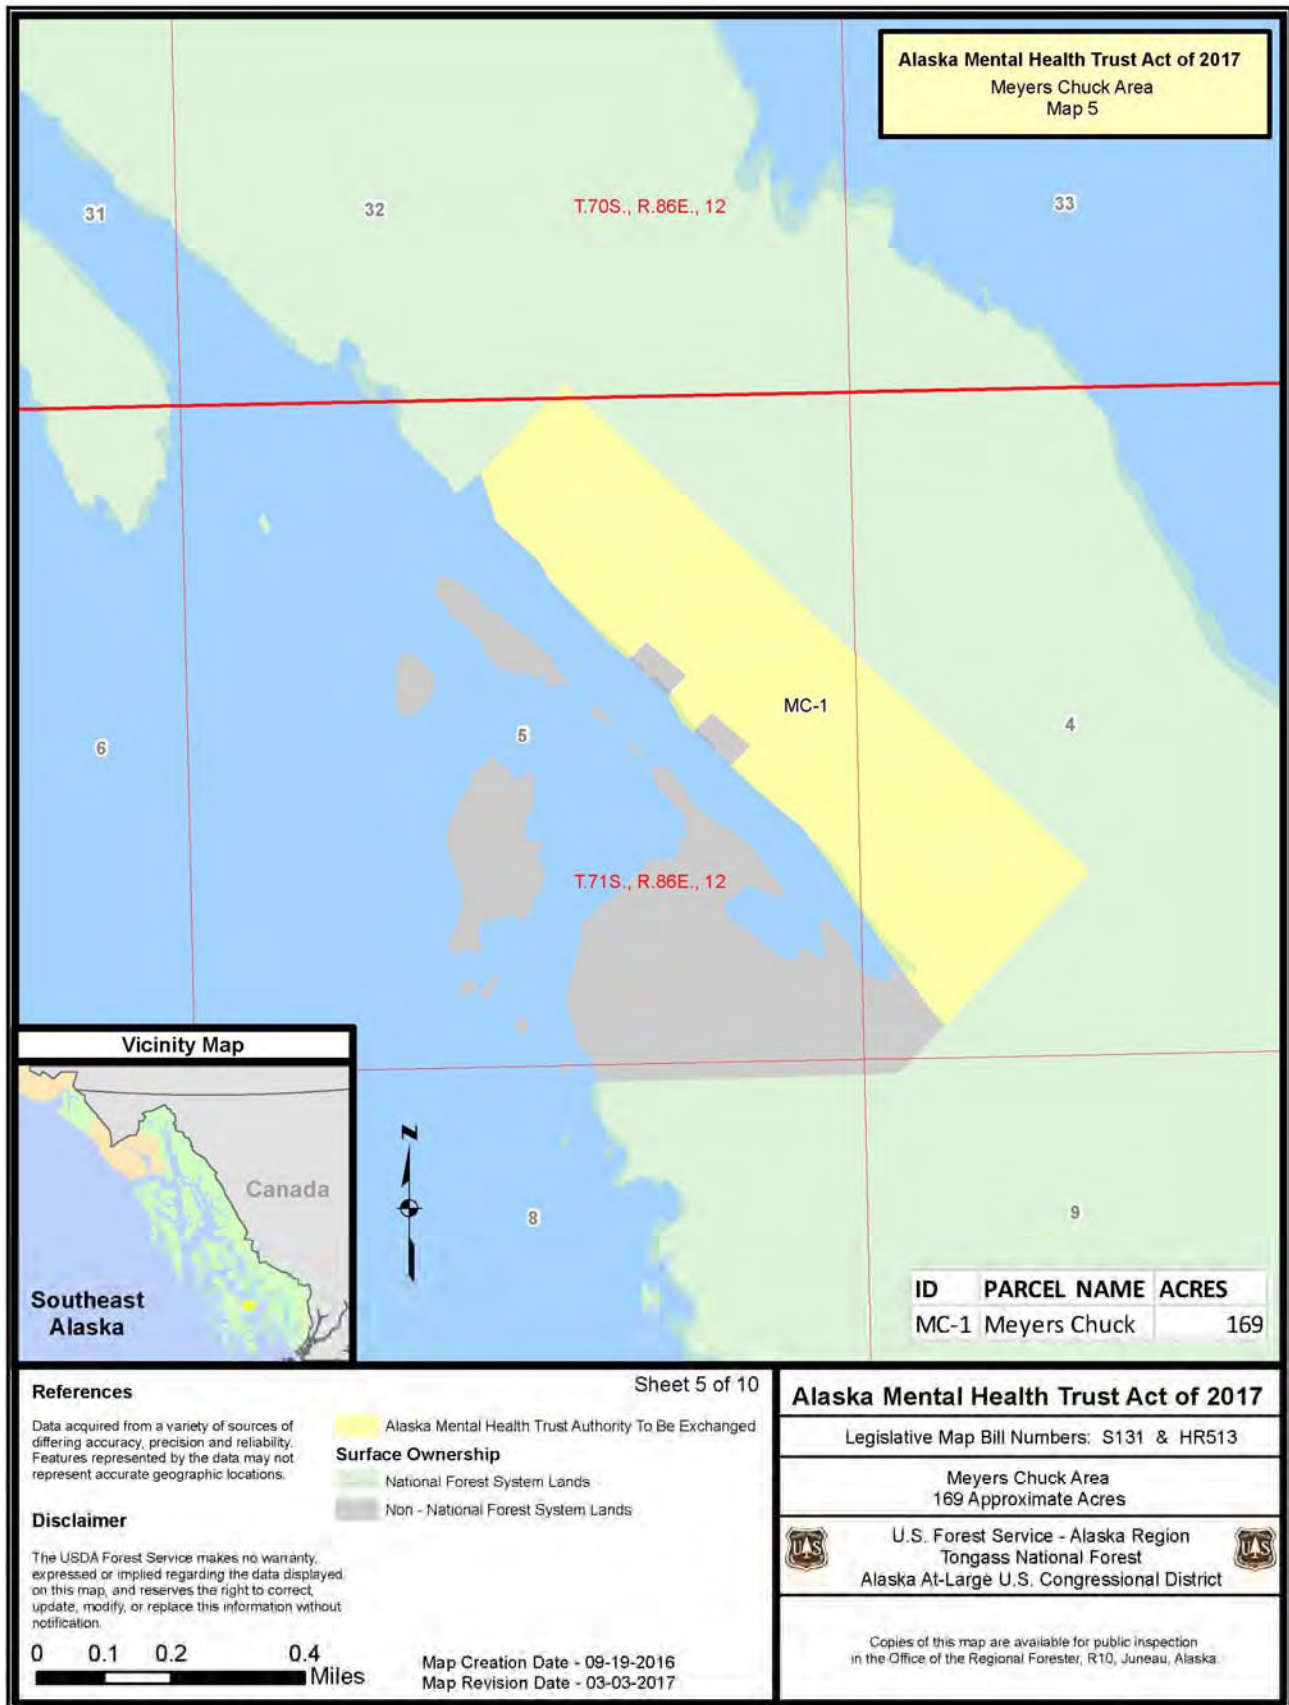 Alaska Mental Health Trust Act of 2017
Meyers Chuck Area
Map 5
31
32
T.70S., R.86E., 12
33
MC-1
4
5
6
T.71S., R.86E., 12
Vicinity Map
Canada
Southeast
Alaska
N
8
9
ID PARCEL NAME ACRES
MC-1 Meyers Chuck 169
References
Data acquired from a variety of sources of
differing accuracy, precision and reliability.
Features represented by the data may not
represent accurate geographic locations.
Disclaimer
The USDA Forest Service makes no warranty,
expressed or implied regarding the data displayed
on this map, and reserves the right to correct,
update, modify, or replace this information without
notification.
0 0.1 0.2 0.4
Miles
Sheet 5 of 10
Alaska Mental Health Trust Authority To Be Exchanged
Surface Ownership
National Forest System Lands
Non - National Forest System Lands
Map Creation Date - 09-19-2016
Map Revision Date - 03-03-2017
Alaska Mental Health Trust Act of 2017
Legislative Map Bill Numbers: S131 & HR513
Meyers Chuck Area
169 Approximate Acres
U.S. Forest Service - Alaska Region
Tongass National Forest
Alaska At-Large U.S. Congressional District
UAS
UAS
Copies of this map are available for public inspection
in the Office of the Regional Forester, R10, Juneau, Alaska.